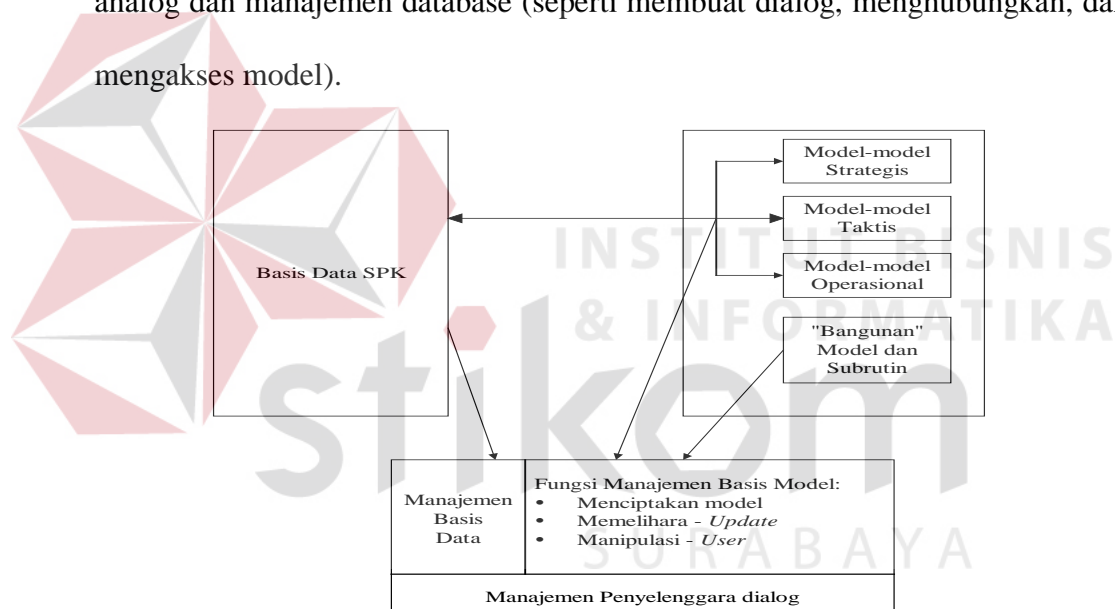 analog dan manajemen database (seperti membuat dialog, menghubungkan,
mengakses model).
Basis Data SPK
Model-model
Strategis
Model-model
Taktis
Model-model
Operasional
"Bangunan"
Model dan
Subrutin
Manajemen
Basis
Data
Fungsi Manajemen Basis Model:
• Menciptakan model
• Memelihara - Update
• Manipulasi - User
Manajemen Penyelenggara dialog
INSTITUT BISNIS
& INFORMATIKA
stikom
SURABAYA